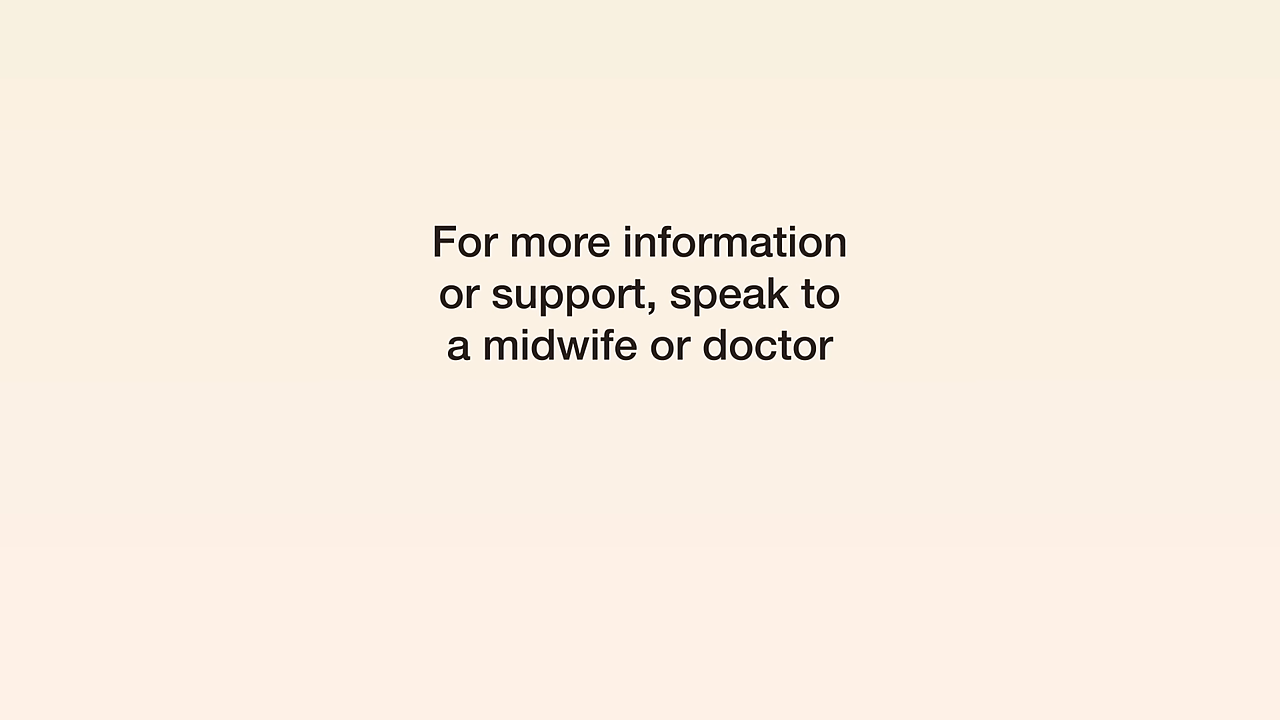 For more information
or support, speak to
a midwife or doctor